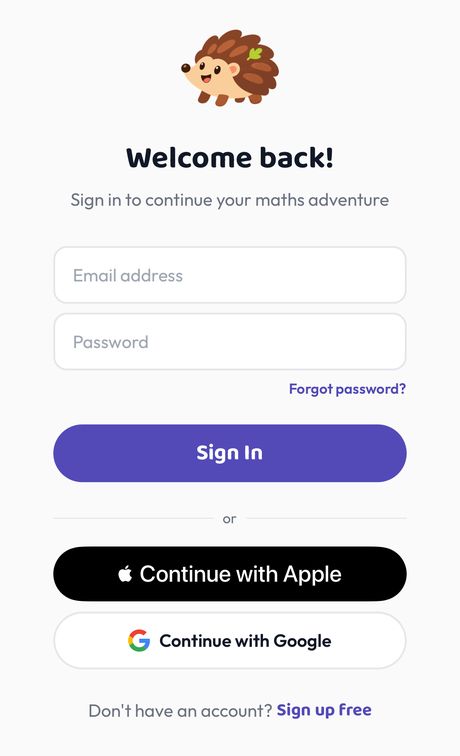 Welcome back!
Sign in to continue your maths adventure
Email address
Password
Forgot password?
Sign In
or
Continue with Apple
Continue with Google
Don't have an account? Sign up free